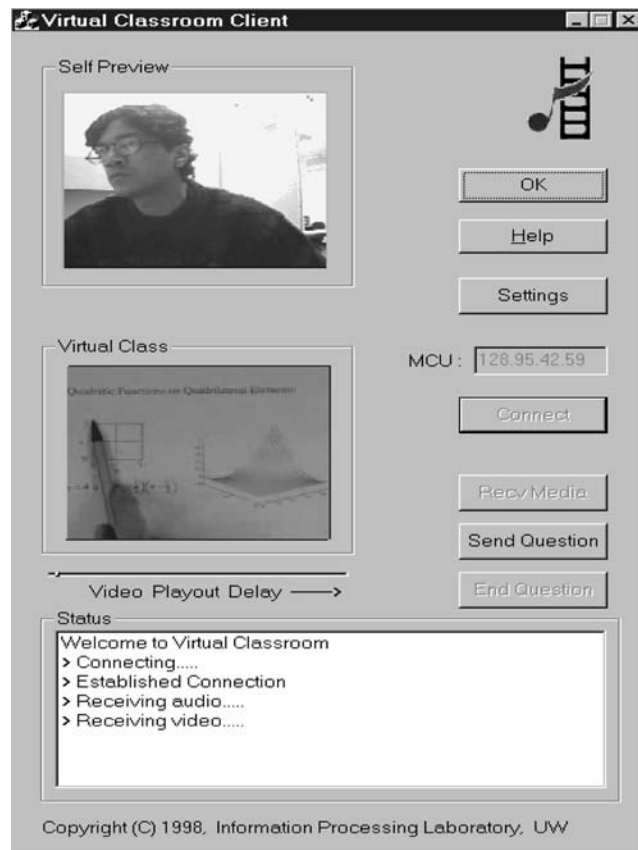 Virtual Classroom Client
Self Preview
OK
Help
Settings
Virtual Class
MCU : 128.95.42.59
Quadratic Functions on Quadrilateral Elements
Connect
Recv Media
Send Question
End Question
Video Playout Delay
Status
Welcome to Virtual Classroom
> Connecting.....
> Established Connection
> Receiving audio.....
> Receiving video.....
Copyright (C) 1998, Information Processing Laboratory, UW